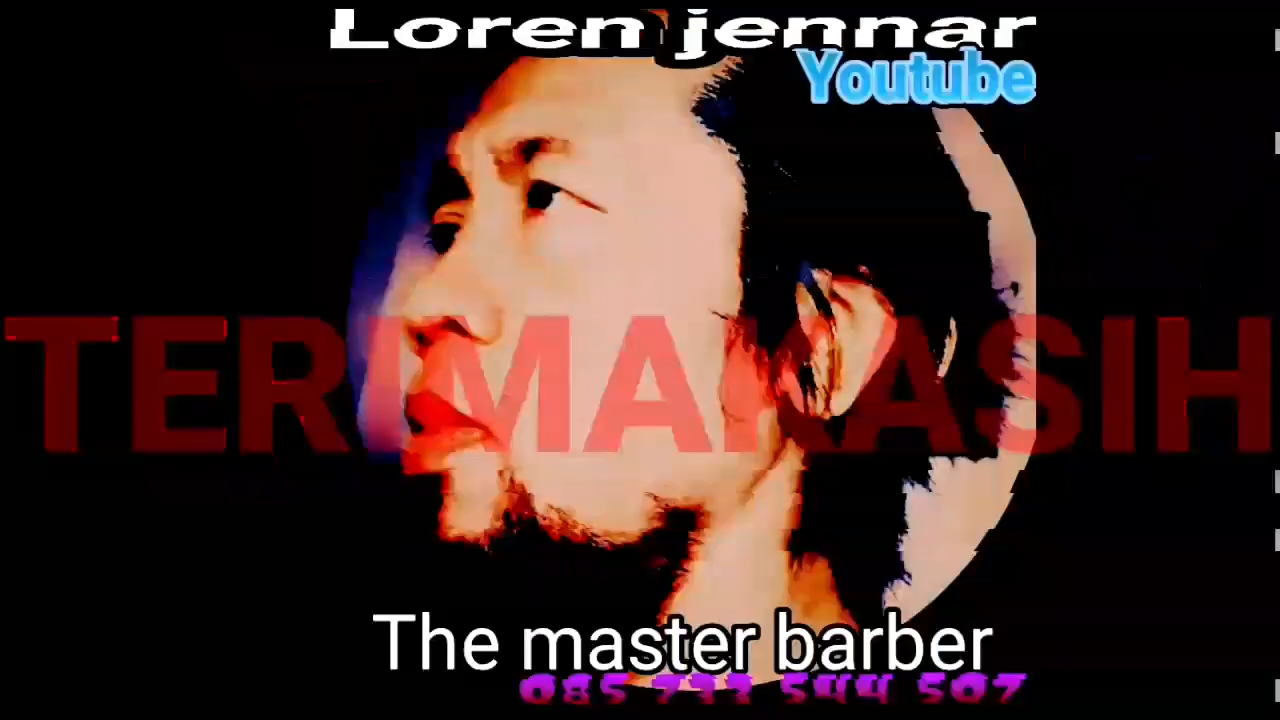 Loren jennar
Youtube
TERIMAKASIH
The master barber
085 733 544 507